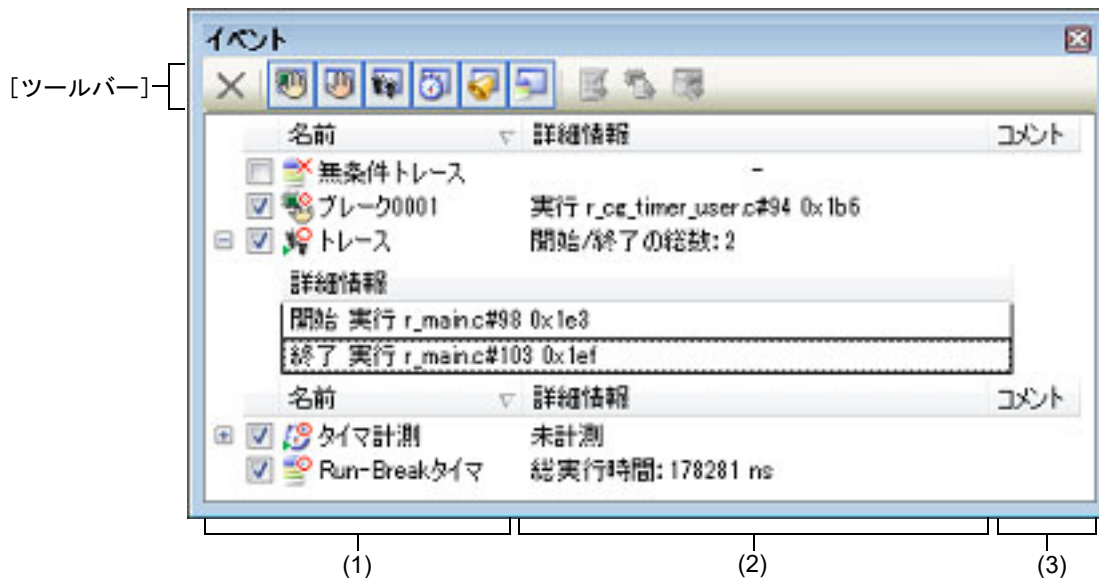 イベント
[ツールバー]
名前 詳細情報 コメント
無条件トレース -
ブレーク0001 実行 r_cg_timer_user.c#94 0x1b6
トレース 開始/終了の総数: 2
詳細情報
開始 実行 r_main.c#98 0x1e3
終了 実行 r_main.c#103 0x1ef
名前 詳細情報 コメント
タイマ計測 未計測
Run-Breakタイマ 総実行時間: 178281 ns
(1) (2) (3)